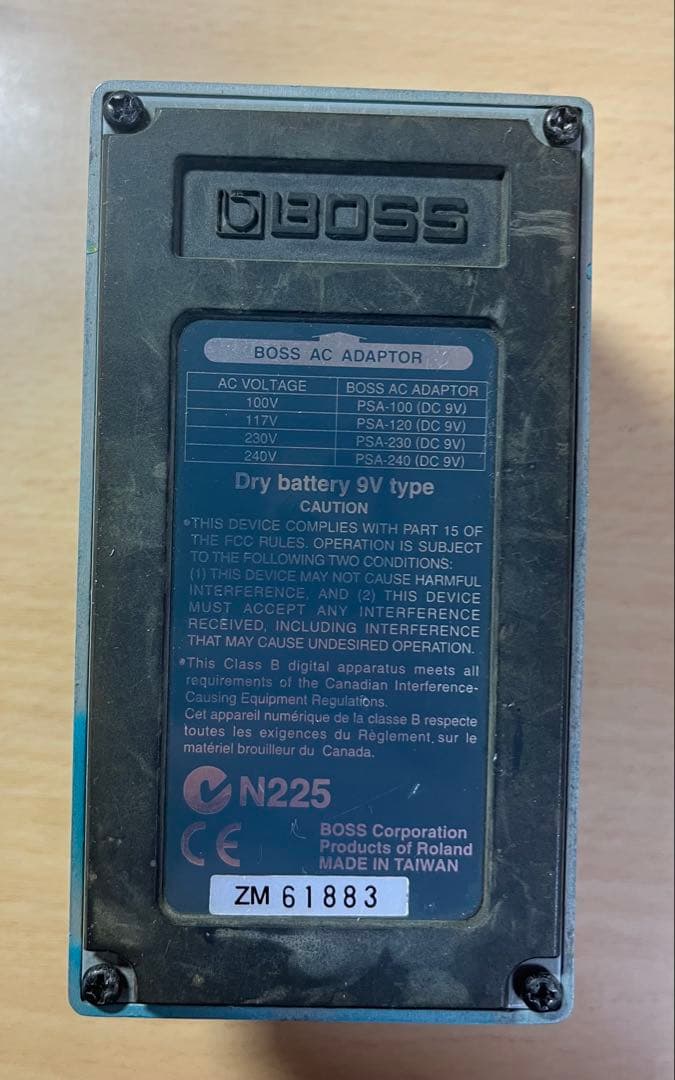 BOSS
BOSS AC ADAPTOR
AC VOLTAGE BOSS AC ADAPTOR
100V PSA-100 (DC 9V)
117V PSA-120 (DC 9V)
230V PSA-230 (DC 9V)
240V PSA-240 (DC 9V)
Dry battery 9V type
CAUTION
•THIS DEVICE COMPLIES WITH PART 15 OF
THE FCC RULES. OPERATION IS SUBJECT
TO THE FOLLOWING TWO CONDITIONS:
(1) THIS DEVICE MAY NOT CAUSE HARMFUL
INTERFERENCE, AND (2) THIS DEVICE
MUST ACCEPT ANY INTERFERENCE
RECEIVED, INCLUDING INTERFERENCE
THAT MAY CAUSE UNDESIRED OPERATION.
•This Class B digital apparatus meets all
requirements of the Canadian Interference-
Causing Equipment Regulations.
Cet appareil numérique de la classe B respecte
toutes les exigences du Règlement sur le
matériel brouilleur du Canada.
N225
CE
BOSS Corporation
Products of Roland
MADE IN TAIWAN
ZM 61883